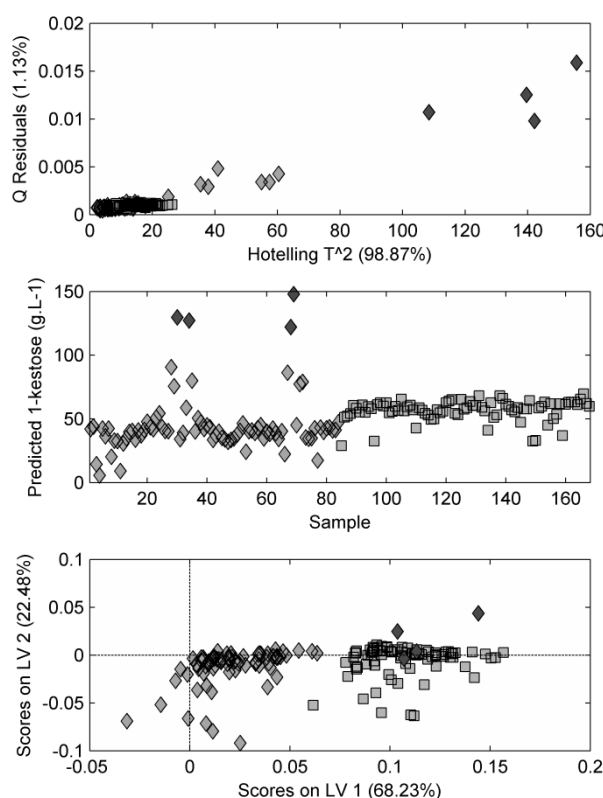 0.02
0.015
0.01
0.005
0
Q Residuals (1.13%)
0 20 40 60 80 100 120 140 160
Hotelling T^2 (98.87%)
150
100
50
0
Predicted 1-kestose (g.L-1)
20 40 60 80 100 120 140 160
Sample
0.1
0.05
0
-0.05
-0.1
Scores on LV 2 (22.48%)
-0.05 0 0.05 0.1 0.15 0.2
Scores on LV 1 (68.23%)